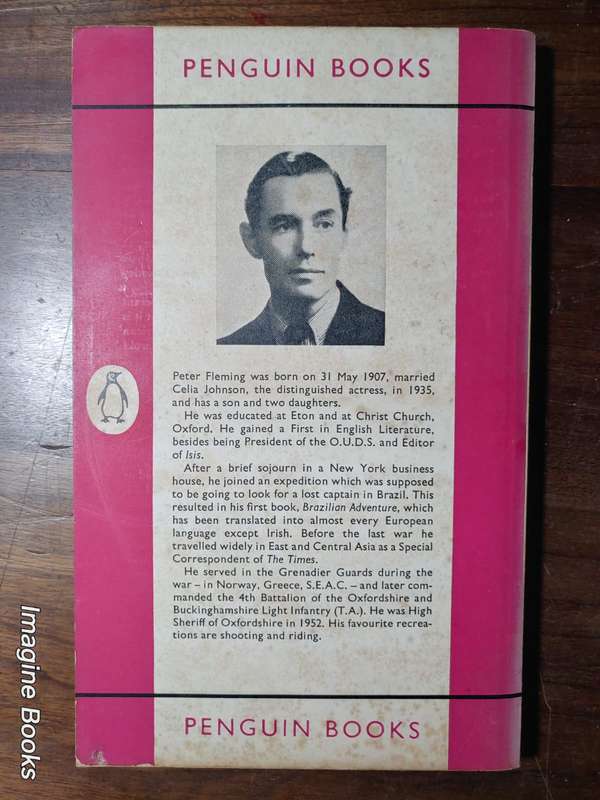 PENGUIN BOOKS
Peter Fleming was born on 31 May 1907, married
Celia Johnson, the distinguished actress, in 1935,
and has a son and two daughters.
He was educated at Eton and at Christ Church,
Oxford. He gained a First in English Literature,
besides being President of the O.U.D.S. and Editor
of Isis.
After a brief sojourn in a New York business
house, he joined an expedition which was supposed
to be going to look for a lost captain in Brazil. This
resulted in his first book, Brazilian Adventure, which
has been translated into almost every European
language except Irish. Before the last war he
travelled widely in East and Central Asia as a Special
Correspondent of The Times.
He served in the Grenadier Guards during the
war – in Norway, Greece, S.E.A.C. – and later com-
manded the 4th Battalion of the Oxfordshire and
Buckinghamshire Light Infantry (T.A.). He was High
Sheriff of Oxfordshire in 1952. His favourite recrea-
tions are shooting and riding.
PENGUIN BOOKS
Imagine Books